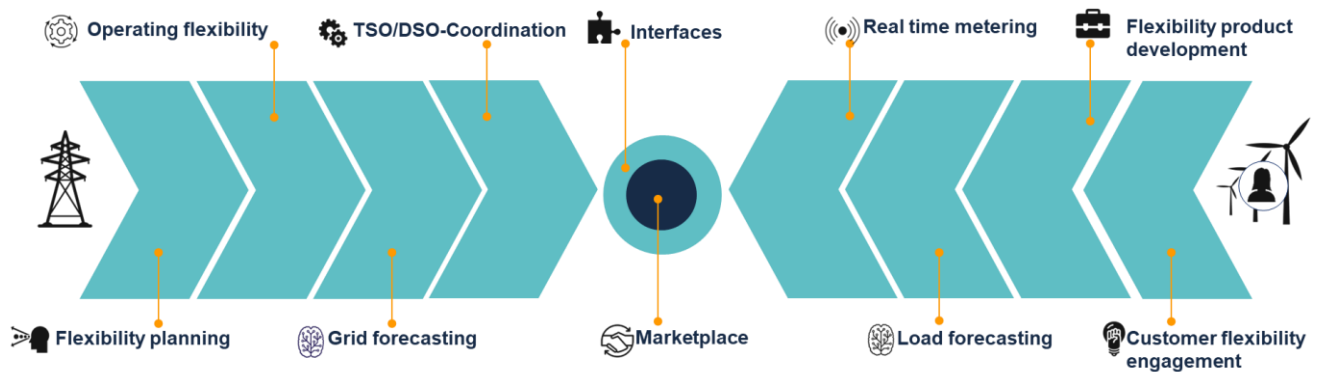 Operating flexibility
TSO/DSO-Coordination
Interfaces
Real time metering
Flexibility product
development
Flexibility planning
Grid forecasting
Marketplace
Load forecasting
Customer flexibility
engagement